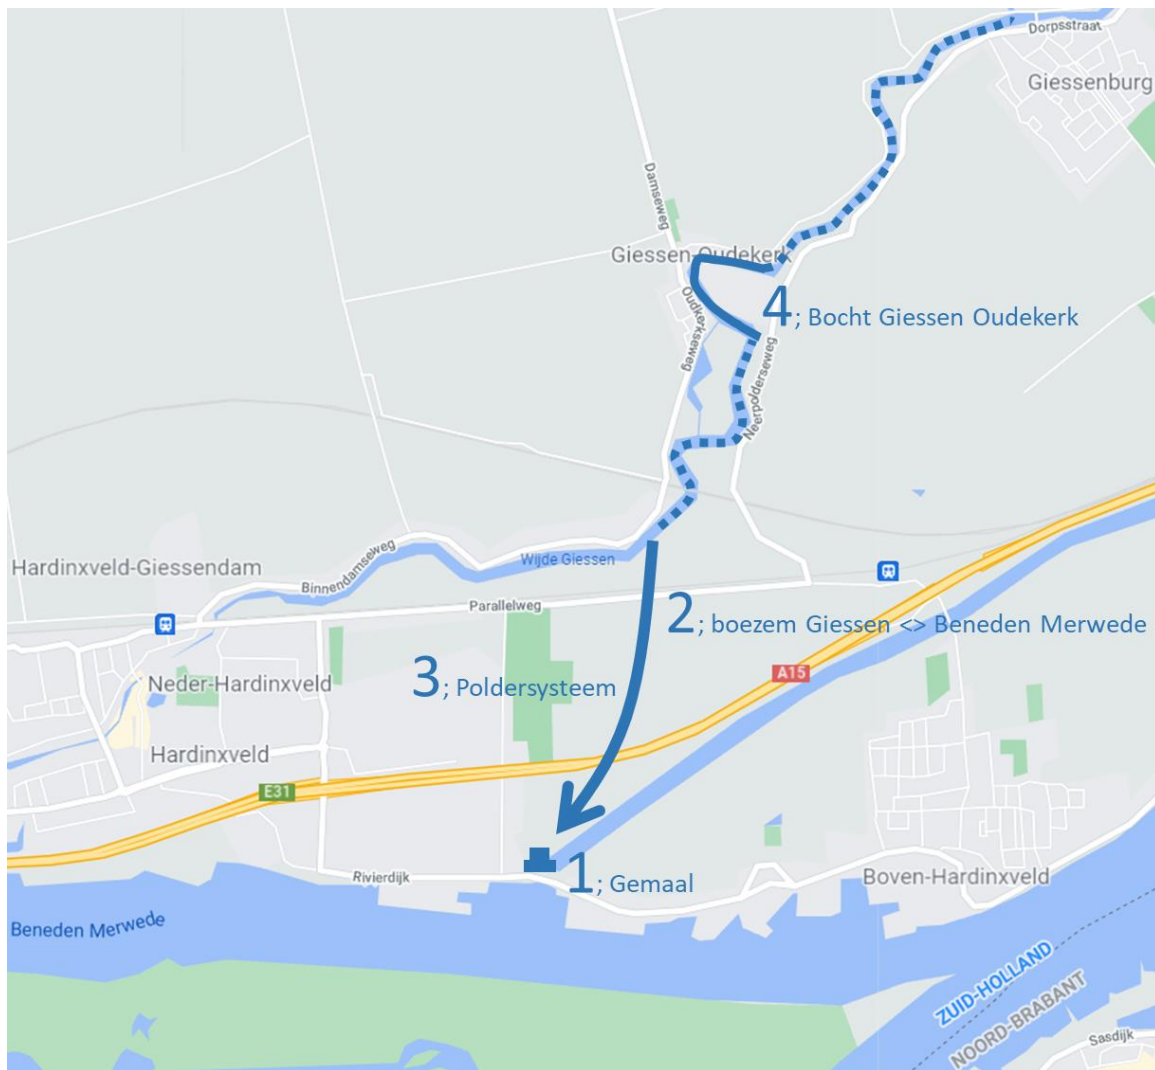 Dorpsstraat
Giessenburg
Damseweg
Giessen-Oudekerk
4; Bocht Giessen Oudekerk
Oudkerkseweg
Neerpolderseweg
Wijde Giessen
Hardinxveld-Giessendam
Binnendamseweg
Parallelweg
2; boezem Giessen <> Beneden Merwede
A15
3; Poldersysteem
Neder-Hardinxveld
Hardinxveld
E31
1; Gemaal
Rivierdijk
Boven-Hardinxveld
Beneden Merwede
ZUID-HOLLAND
NOORD-BRABANT
Sasdijk